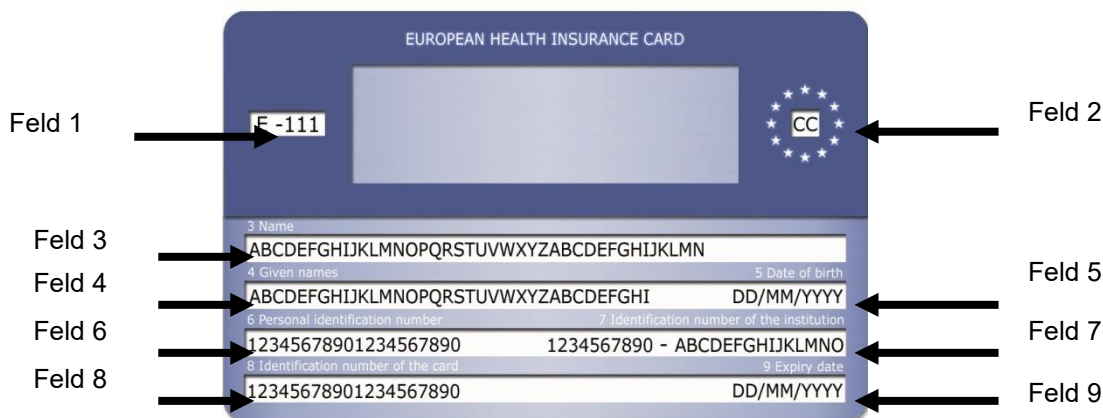 EUROPEAN HEALTH INSURANCE CARD
Feld 1
E -111
CC
Feld 2
3 Name
Feld 3
ABCDEFGHIJKLMNOPQRSTUVWXYZABCDEFGHIJKLMN
4 Given names 5 Date of birth
Feld 4
ABCDEFGHIJKLMNOPQRSTUVWXYZABCDEFGHI DD/MM/YYYY
Feld 5
6 Personal identification number 7 Identification number of the institution
Feld 6
12345678901234567890 1234567890 - ABCDEFGHIJKLMNO
Feld 7
8 Identification number of the card 9 Expiry date
Feld 8
12345678901234567890 DD/MM/YYYY
Feld 9